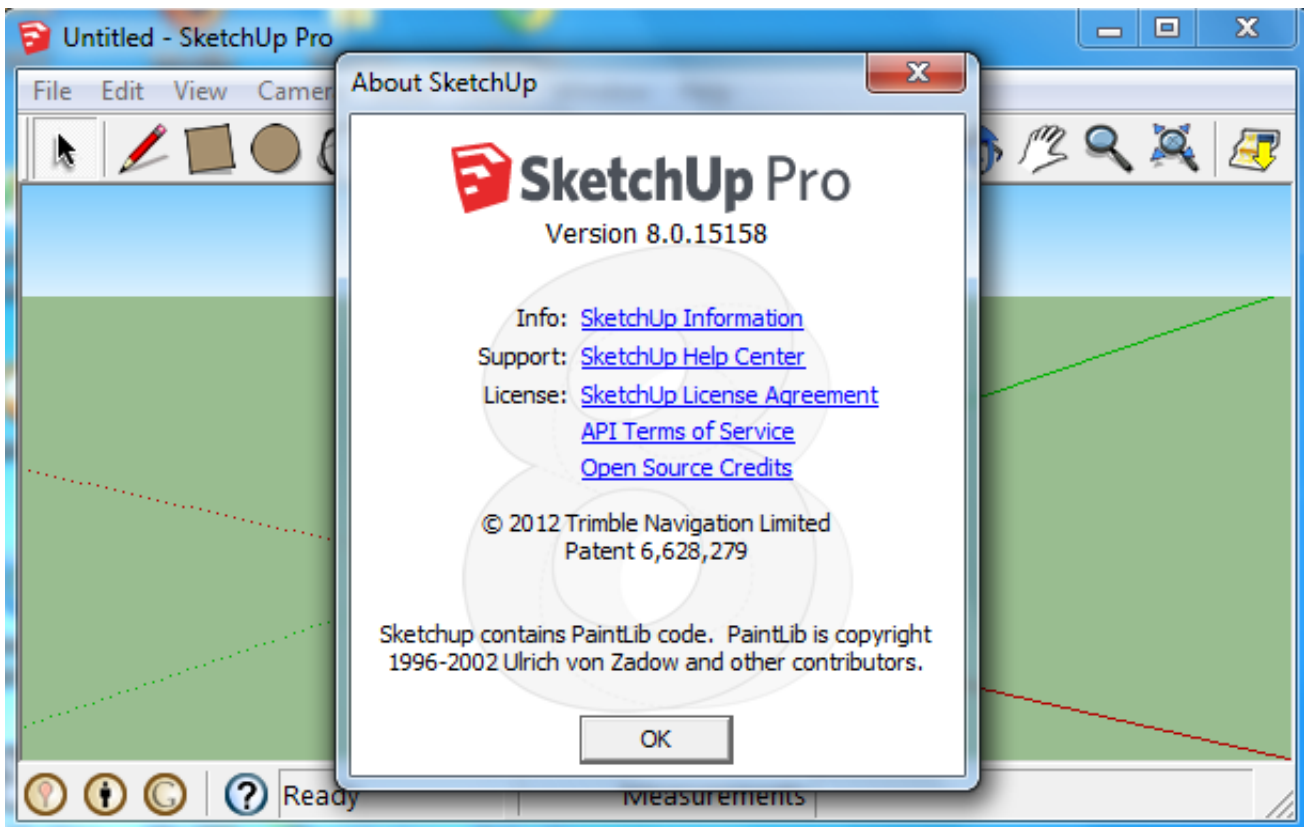 Untitled - SketchUp Pro
File Edit View
About SketchUp
SketchUp Pro
Version 8.0.15158
Info: SketchUp Information
Support: SketchUp Help Center
License: SketchUp License Agreement
API Terms of Service
Open Source Credits
© 2012 Trimble Navigation Limited
Patent 6,628,279
Sketchup contains PaintLib code. PaintLib is copyright
1996-2002 Ulrich von Zadow and other contributors.
OK
Ready Measurements